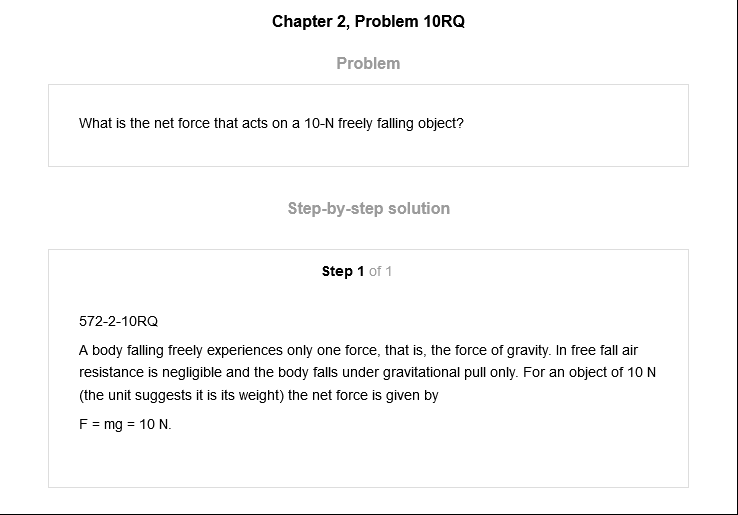 Chapter 2, Problem 10RQ
Problem
What is the net force that acts on a 10-N freely falling object?
Step-by-step solution
Step 1 of 1
572-2-10RQ
A body falling freely experiences only one force, that is, the force of gravity. In free fall air
resistance is negligible and the body falls under gravitational pull only. For an object of 10 N
(the unit suggests it is its weight) the net force is given by
F = mg = 10 N.